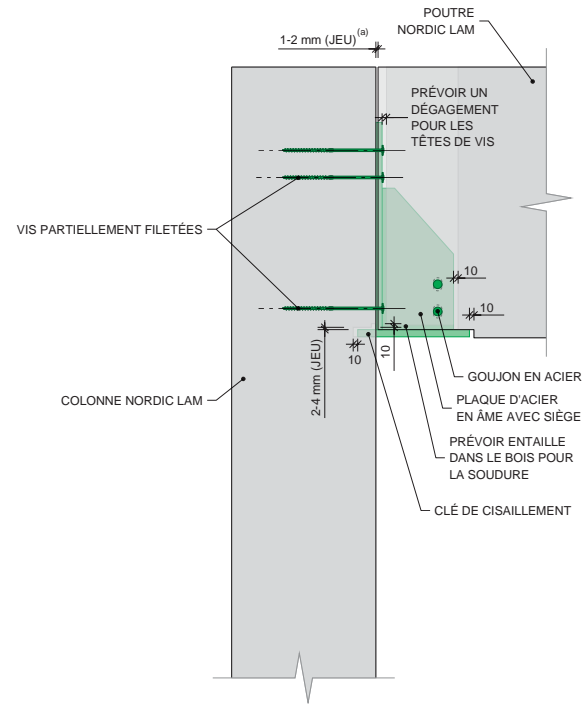 POUTRE
NORDIC LAM
1-2 mm (JEU)(a)
PRÉVOIR UN
DÉGAGEMENT
POUR LES
TÊTES DE VIS
VIS PARTIELLEMENT FILETÉES
10
10
10
10
2-4 mm (JEU)
GOUJON EN ACIER
COLONNE NORDIC LAM
PLAQUE D'ACIER
EN ÂME AVEC SIÈGE
PRÉVOIR ENTAILLE
DANS LE BOIS POUR
LA SOUDURE
CLÉ DE CISAILLEMENT